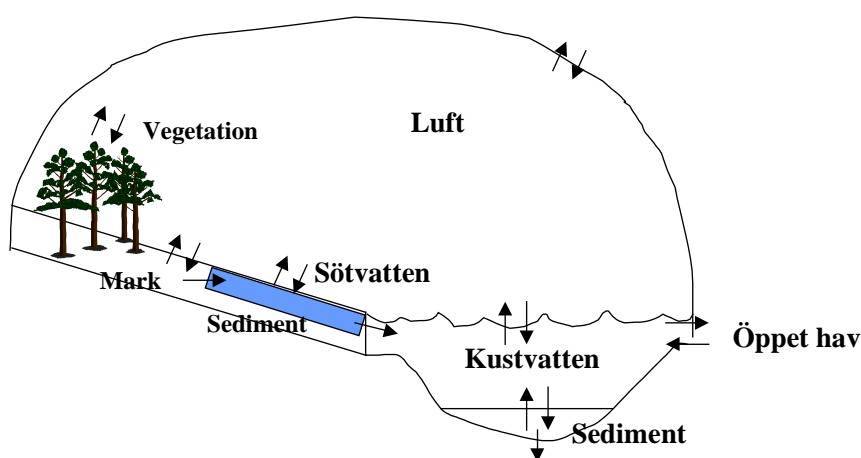 Luft
Vegetation
Sötvatten
Mark
Sediment
Öppet hav
Kustvatten
Sediment